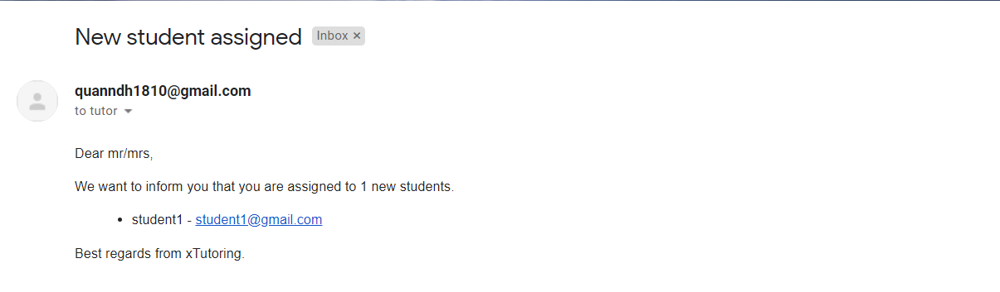 New student assigned Inbox ×
quanndh1810@gmail.com
to tutor
Dear mr/mrs,
We want to inform you that you are assigned to 1 new students.
• student1 - student1@gmail.com
Best regards from xTutoring.